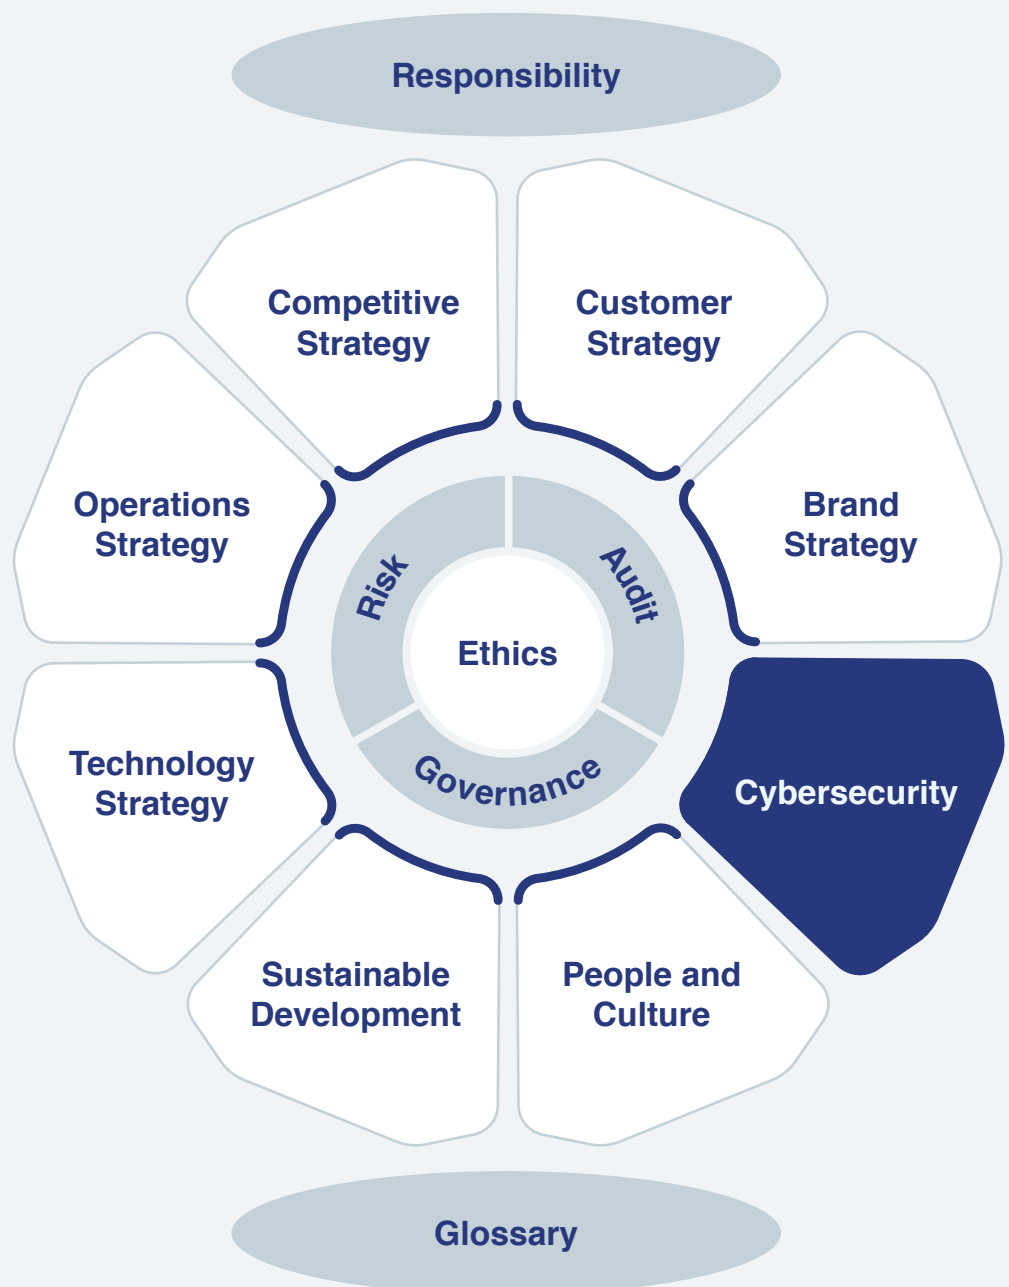 Responsibility
Competitive
Strategy
Customer
Strategy
Operations
Strategy
Brand
Strategy
Risk
Audit
Ethics
Governance
Technology
Strategy
Cybersecurity
Sustainable
Development
People and
Culture
Glossary